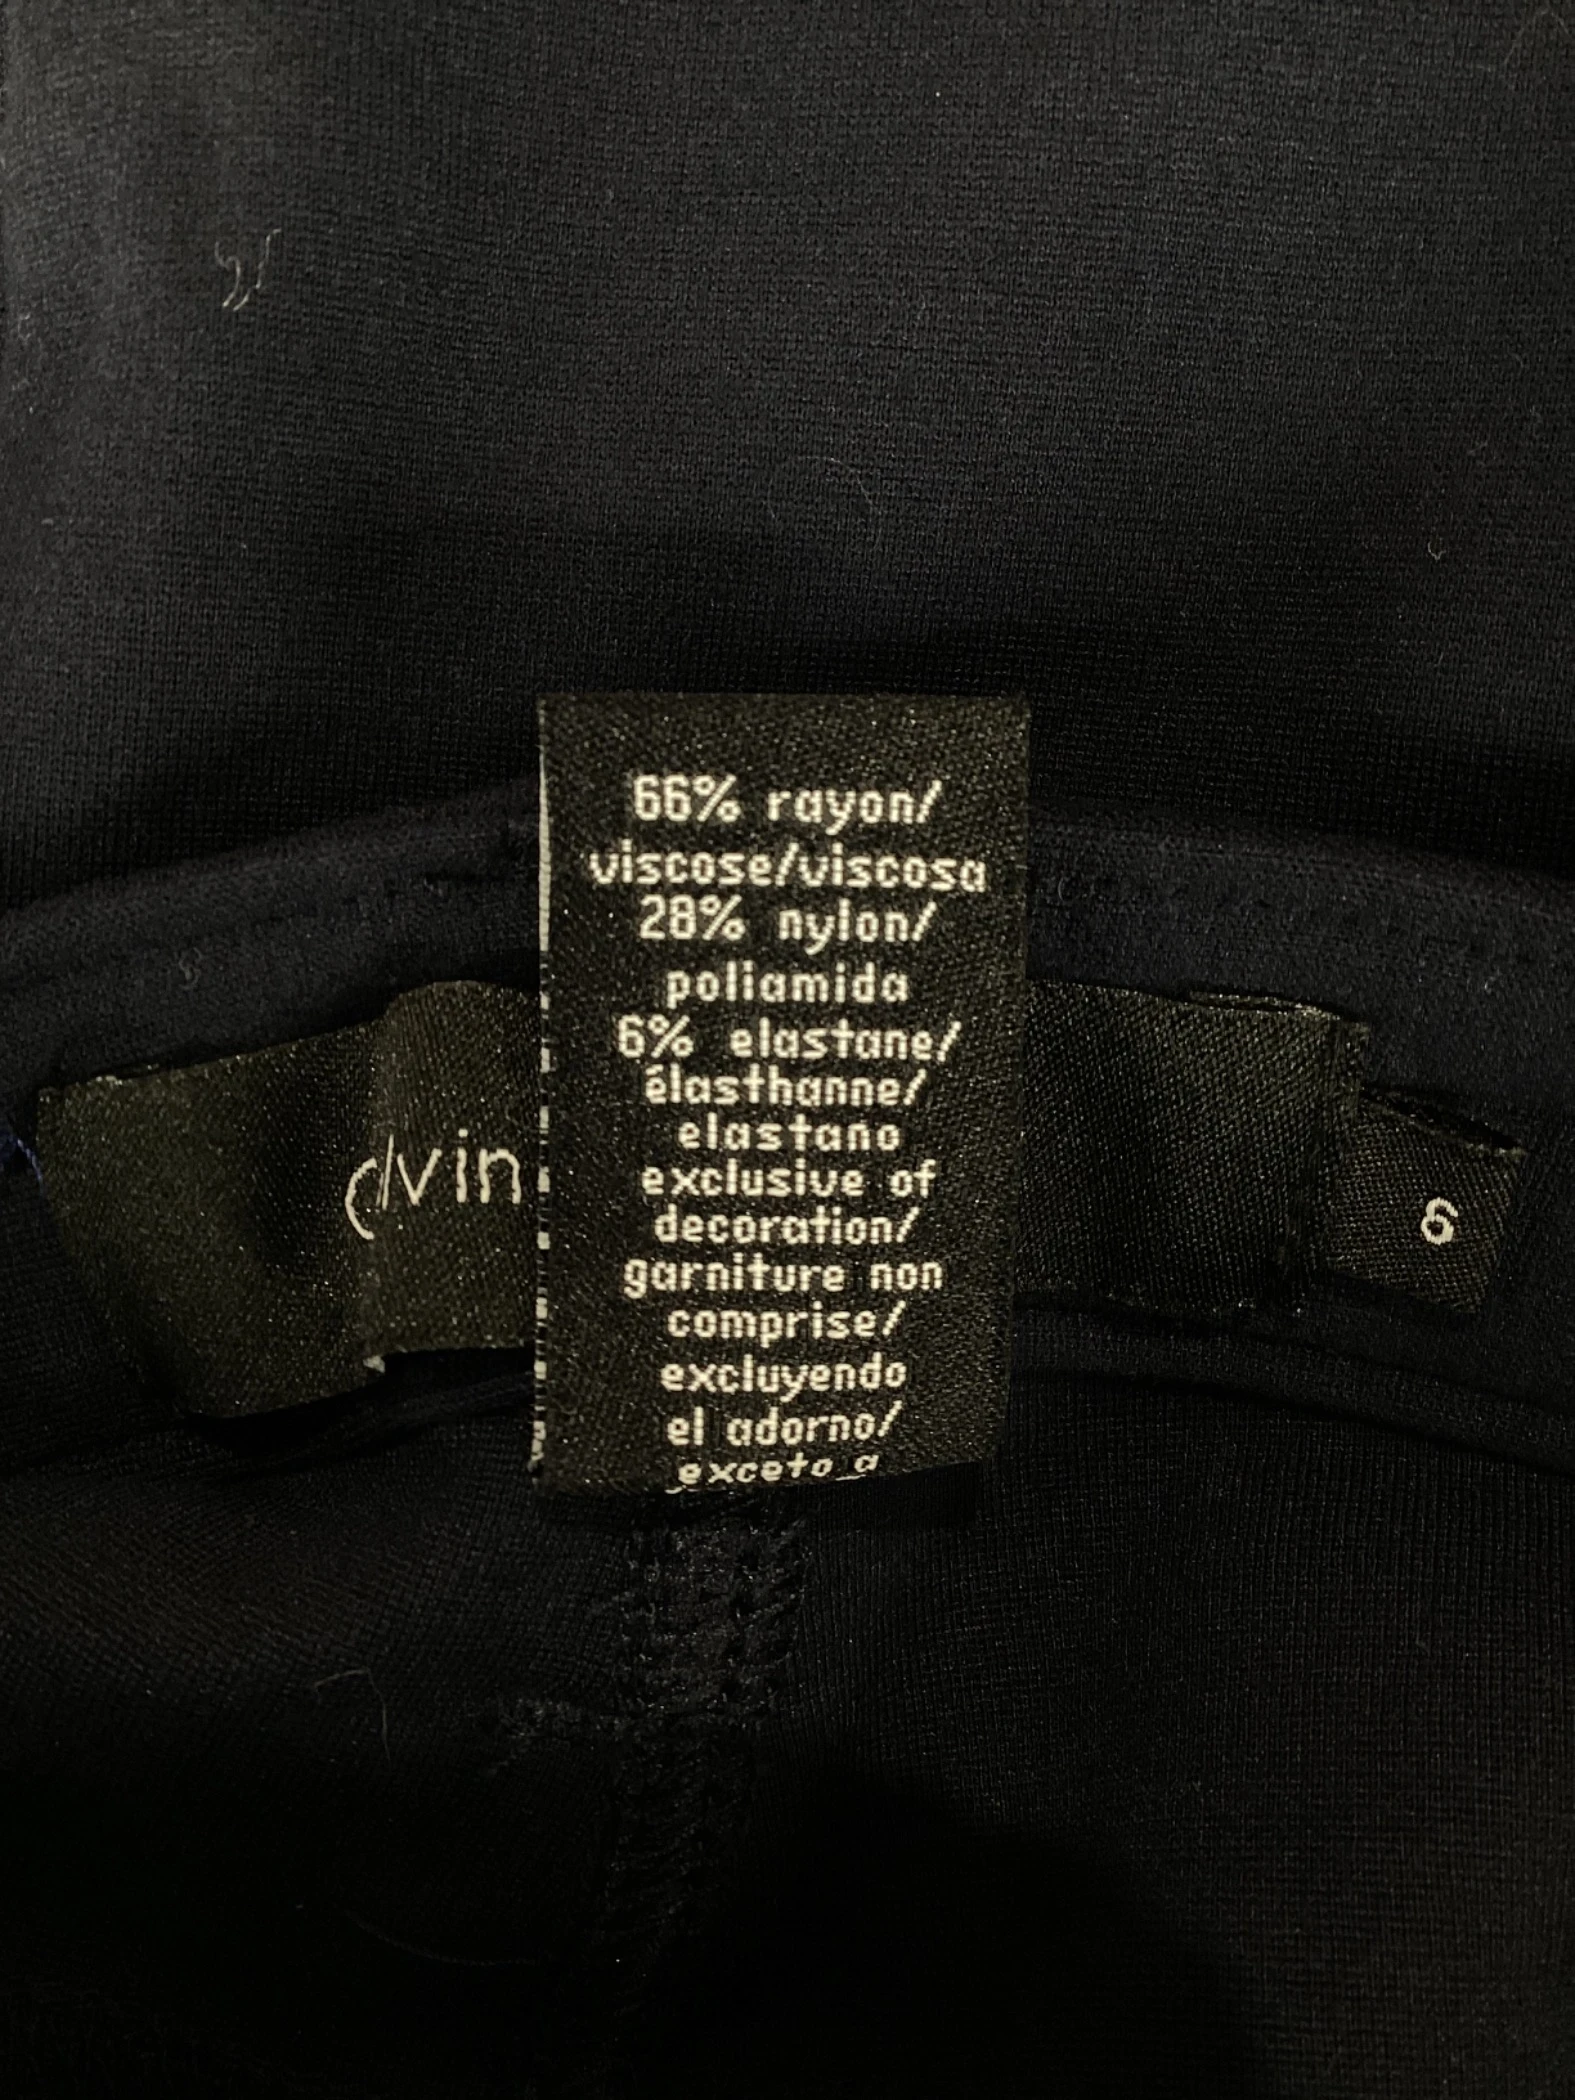 66% rayon/
viscose/viscosa
28% nylon/
poliamida
6% elastane/
élasthanne/
elastano
exclusive of
decoration/
garniture non
comprise/
excluyendo
el adorno/
exceto a
lvin
6